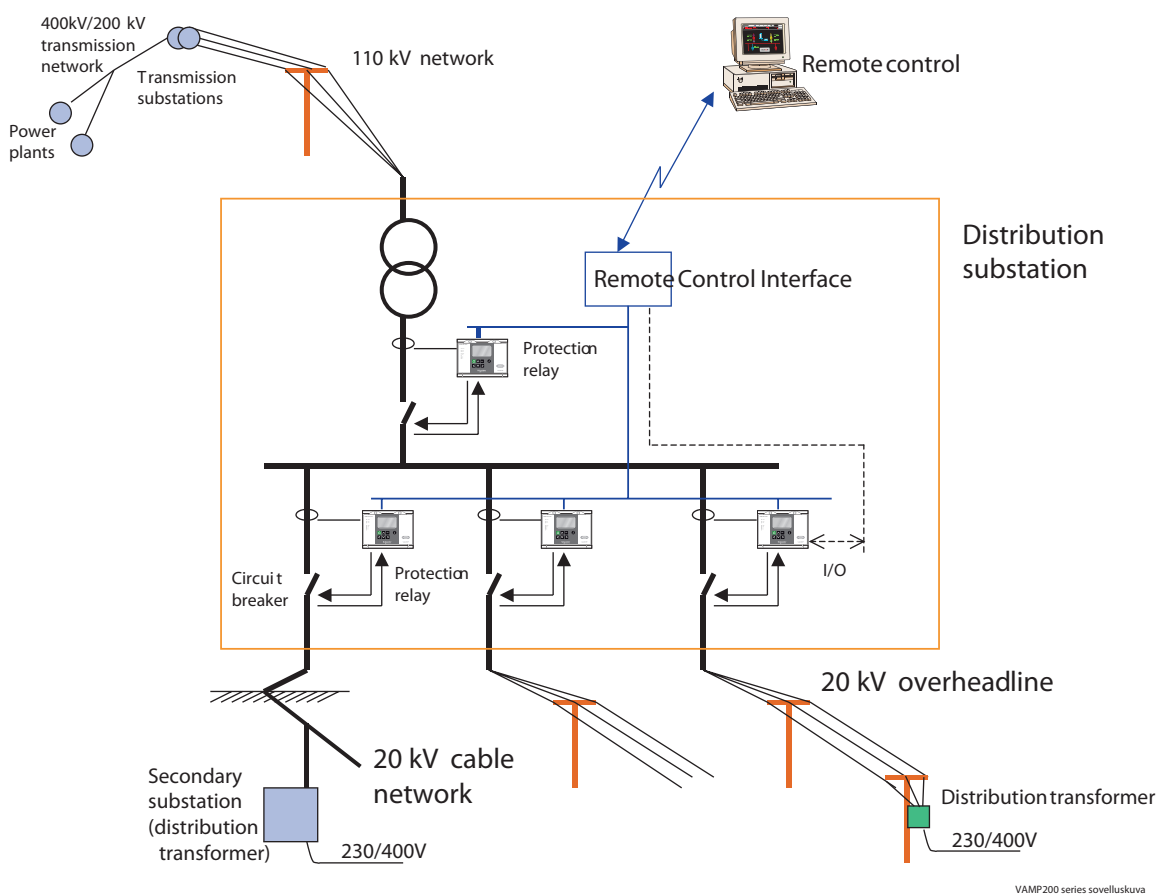 400kV/200 kV
transmission
network
Transmission
substations
Power
plants
110 kV network
Remote control
Distribution
substation
Remote Control Interface
Protection
relay
Circuit
breaker
Protection
relay
I/O
20 kV overheadline
20 kV cable
network
Secondary
substation
(distribution
transformer)
230/400V
Distribution transformer
230/400V
VAMP200 series sovelluskuva